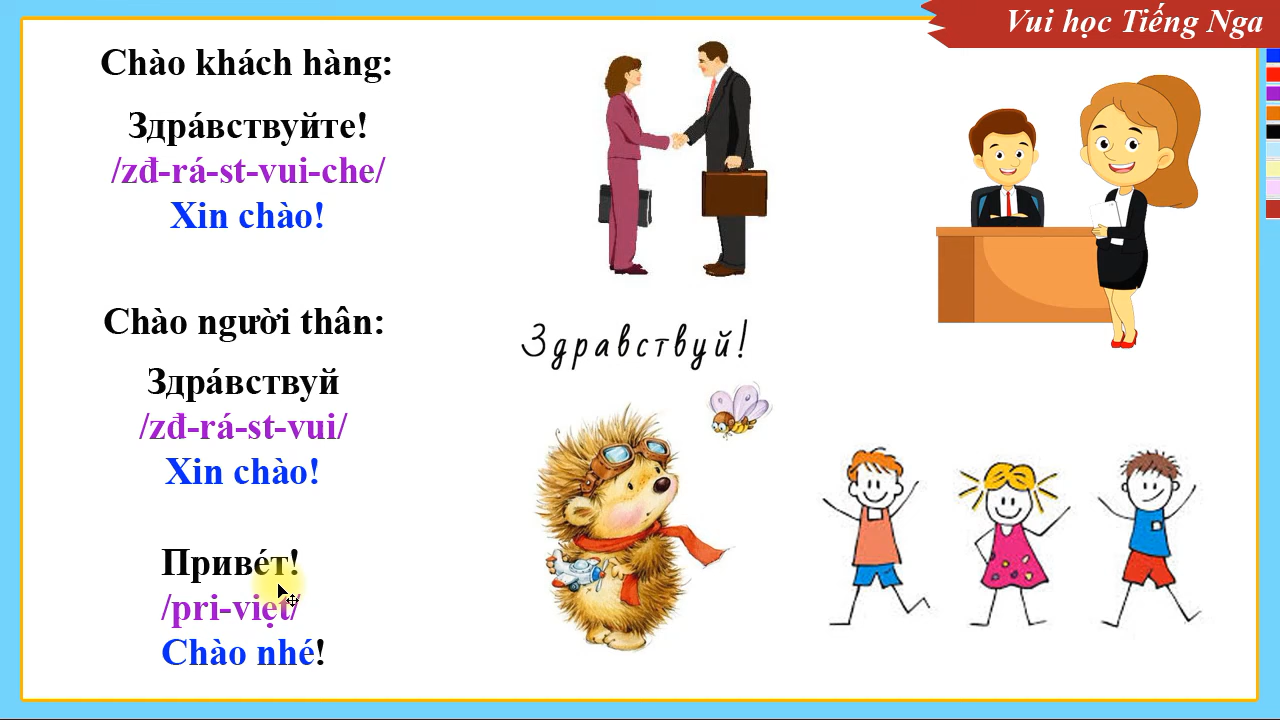 Vui học Tiếng Nga
Chào khách hàng:
Здра́вствуйте!
/zđ-rá-st-vui-che/
Xin chào!
Chào người thân:
Здра́вствуй
/zđ-rá-st-vui/
Xin chào!
Приве́т!
/pri-việt/
Chào nhé!
Здравствуй!